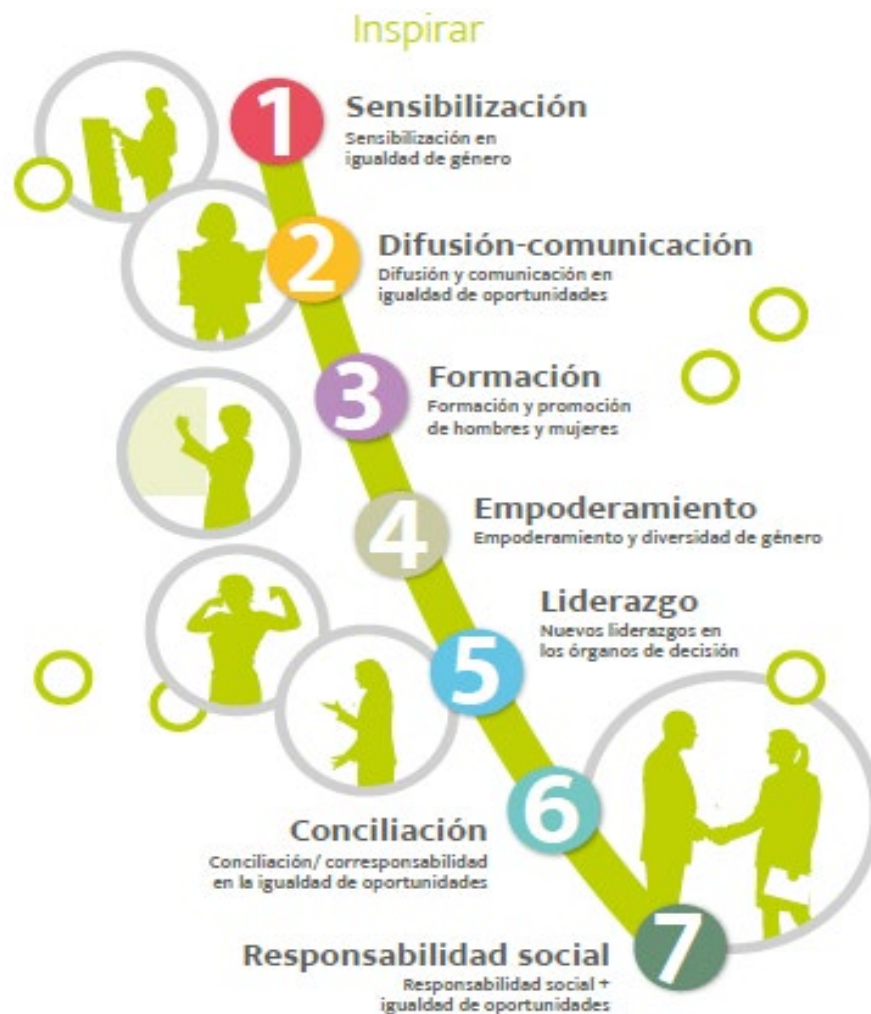 Inspirar
1
Sensibilización
Sensibilización en
igualdad de género
2
Difusión-comunicación
Difusión y comunicación en
igualdad de oportunidades
3
Formación
Formación y promoción
de hombres y mujeres
4
Empoderamiento
Empoderamiento y diversidad de género
5
Liderazgo
Nuevos liderazgos en
los órganos de decisión
6
Conciliación
Conciliación/ corresponsabilidad
en la igualdad de oportunidades
7
Responsabilidad social
Responsabilidad social +
igualdad de oportunidades